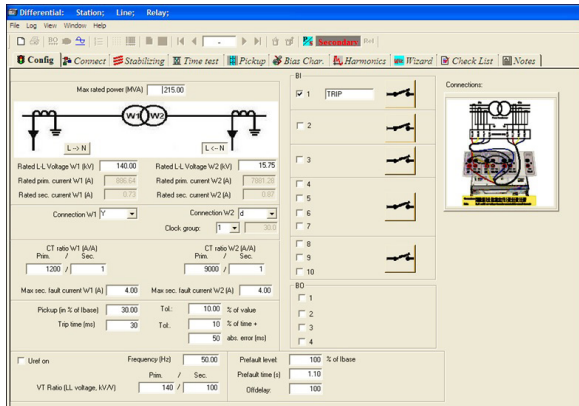 Differential: Station; Line; Relay;
File Log View Window Help
BO - Secondary Rel
Config Connect Stabilizing Time test Pickup Bias Char. Harmonics Wizard Check List Notes
Max rated power (MVA) 215.00
W1 W2
L --> N L <-- N
Rated L-L Voltage W1 (kV) 140.00 Rated L-L Voltage W2 (kV) 15.75
Rated prim. current W1 (A) 886.64 Rated prim. current W2 (A) 7881.28
Rated sec. current W1 (A) 0.73 Rated sec. current W2 (A) 0.87
Connection W1 Y Connection W2 d
Clock group: 1 30.0
CT ratio W1 (A/A) CT ratio W2 (A/A)
Prim. / Sec. Prim. / Sec.
1200 / 1 9000 / 1
Max sec. fault current W1 (A) 4.00 Max sec. fault current W2 (A) 4.00
Pickup (in % of Ibase) 30.00 Tol.: 10.00 % of value
Trip time (ms) 30 Tol.: 10 % of time +
50 abs. error (ms)
Uref on Frequency (Hz) 50.00
Prim. / Sec.
VT Ratio (LL voltage, kV/V) 140 / 100
BI
1 TRIP
2
3
4
5
6
7
8
9
10
BO
1
2
3
4
Prefault level: 100 % of Ibase
Prefault time (s) 1.10
Offdelay: 100
Connections: